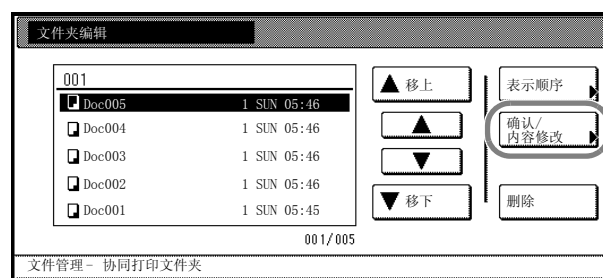 文件夹编辑
001
Doc005 1 SUN 05:46
Doc004 1 SUN 05:46
Doc003 1 SUN 05:46
Doc002 1 SUN 05:46
Doc001 1 SUN 05:45
001/005
移上
移下
表示顺序
确认/
内容修改
删除
文件管理- 协同打印文件夹